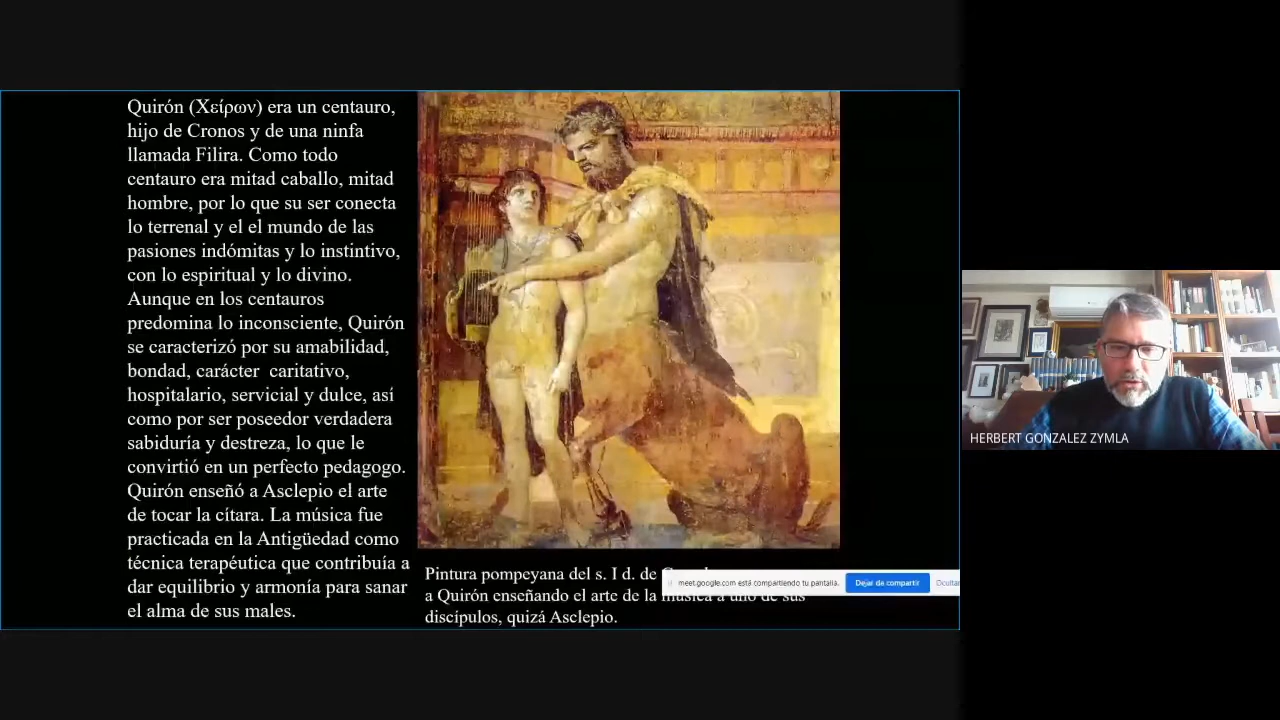 Quirón (Χείρων) era un centauro,
hijo de Cronos y de una ninfa
llamada Filira. Como todo
centauro era mitad caballo, mitad
hombre, por lo que su ser conecta
lo terrenal y el el mundo de las
pasiones indómitas y lo instintivo,
con lo espiritual y lo divino.
Aunque en los centauros
predomina lo inconsciente, Quirón
se caracterizó por su amabilidad,
bondad, carácter caritativo,
hospitalario, servicial y dulce, así
como por ser poseedor verdadera
sabiduría y destreza, lo que le
convirtió en un perfecto pedagogo.
Quirón enseñó a Asclepio el arte
de tocar la cítara. La música fue
practicada en la Antigüedad como
técnica terapéutica que contribuía a
dar equilibrio y armonía para sanar
el alma de sus males.
Pintura pompeyana del s. I d. de
a Quirón enseñando el arte de la música a uno de sus
discípulos, quizá Asclepio.
meet.google.com está compartiendo tu pantalla.
Dejar de compartir
HERBERT GONZALEZ ZYMLA